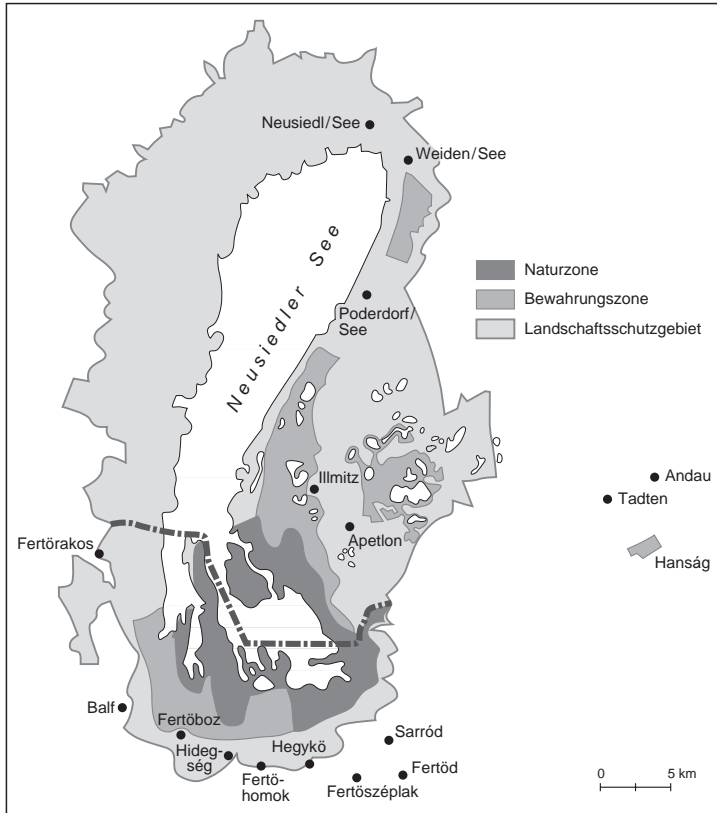 Neusiedl/See
Weiden/See
Neusiedler See
Naturzone
Bewahrungszone
Landschaftsschutzgebiet
Poderdorf/
See
Illmitz
Andau
Tadten
Apetlon
Fertörakos
Hanság
Balf
Fertöboz
Hideg-
ség
Hegykö
Sarród
Fertö-
homok
Fertöd
Fertöszéplak
0 5 km